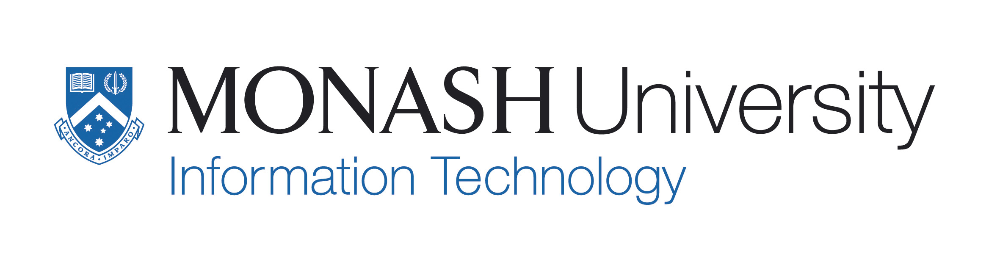 MONASH University
Information Technology
• ANCORA • IMPARO •